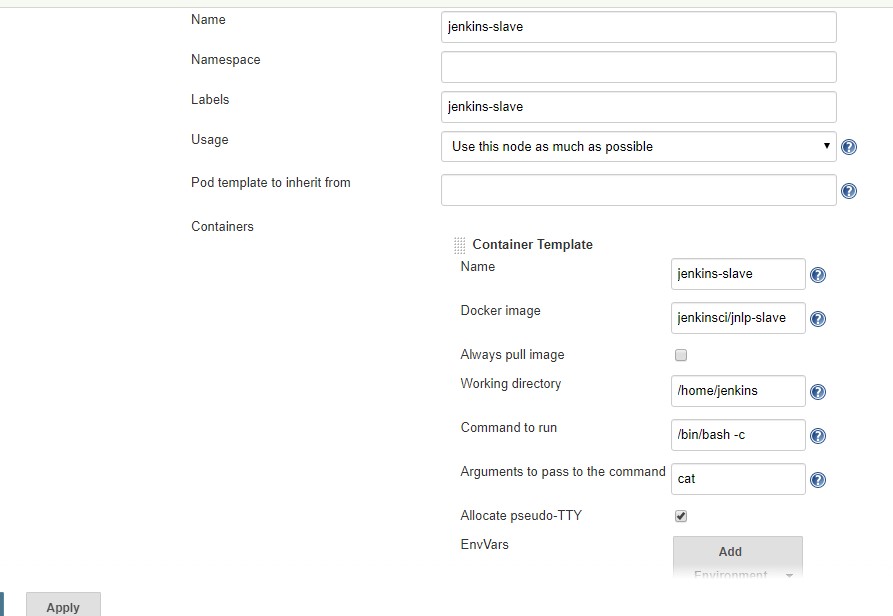 Name
jenkins-slave
Namespace
Labels
jenkins-slave
Usage
Use this node as much as possible
Pod template to inherit from
Containers
Container Template
Name
jenkins-slave
Docker image
jenkinsci/jnlp-slave
Always pull image
Working directory
/home/jenkins
Command to run
/bin/bash -c
Arguments to pass to the command
cat
Allocate pseudo-TTY
EnvVars
Add
Environment
Apply